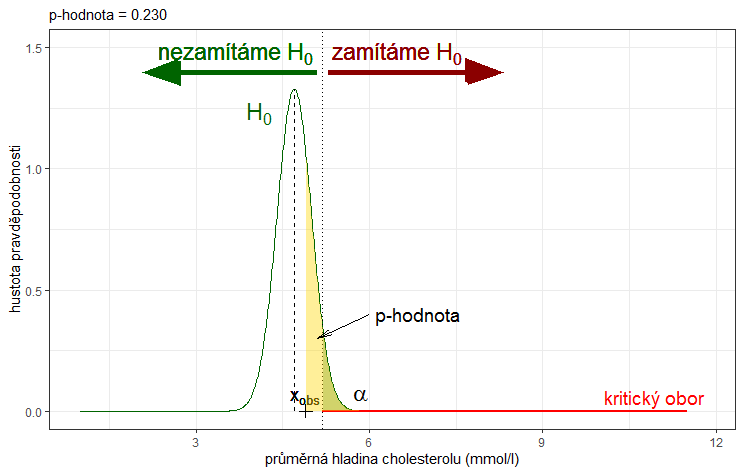 p-hodnota = 0.230
nezamítáme H₀ zamítáme H₀
H₀
p-hodnota
x_obs α
kritický obor
hustota pravděpodobnosti
1.5
1.0
0.5
0.0
3 6 9 12
průměrná hladina cholesterolu (mmol/l)